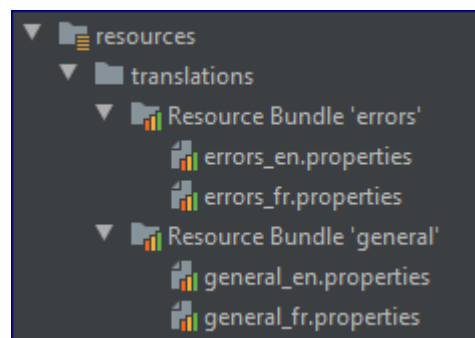 resources
translations
Resource Bundle 'errors'
errors_en.properties
errors_fr.properties
Resource Bundle 'general'
general_en.properties
general_fr.properties